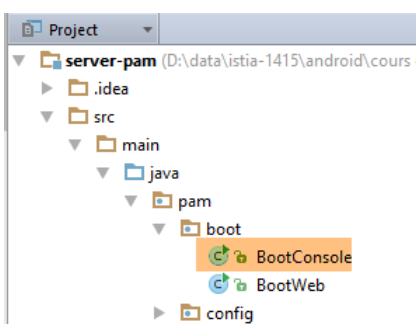 Project
server-pam (D:\data\istia-1415\android\cours
.idea
src
main
java
pam
boot
BootConsole
BootWeb
config